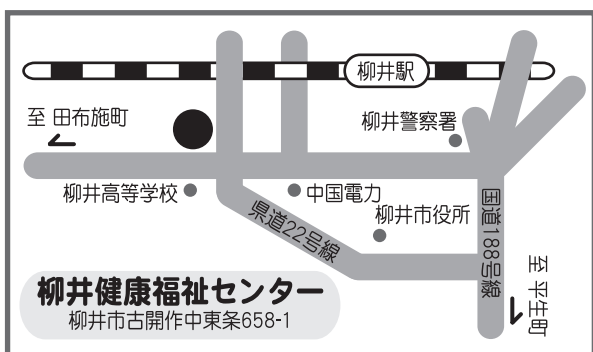 柳井駅
至 田布施町
柳井警察署
柳井高等学校
中国電力
柳井市役所
県道22号線
国道188号線
至 平生町
柳井健康福祉センター
柳井市古開作中東条658-1